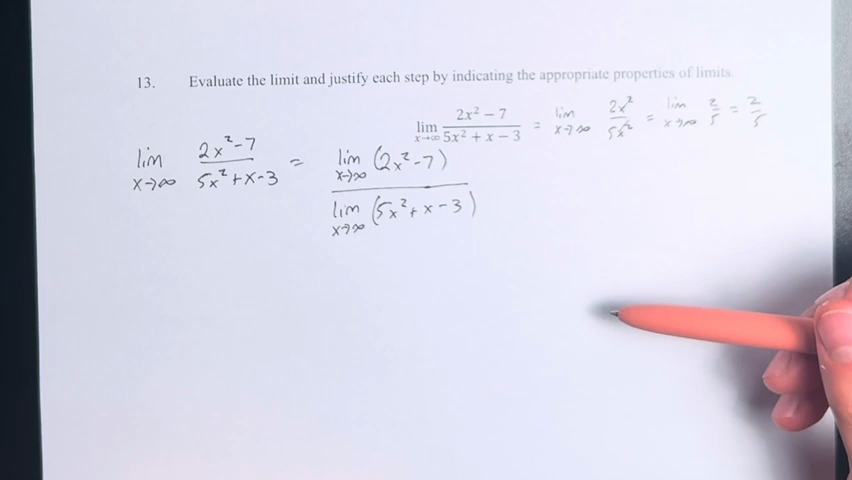 13. Evaluate the limit and justify each step by indicating the appropriate properties of limits.
lim x→∞ (2x² − 7)/(5x² + x − 3) = lim x→∞ 2x²/5x² = lim x→∞ 2/5 = 2/5
lim x→∞ (2x²-7)/(5x²+x-3) = lim x→∞ (2x²-7) / lim x→∞ (5x²+x-3)